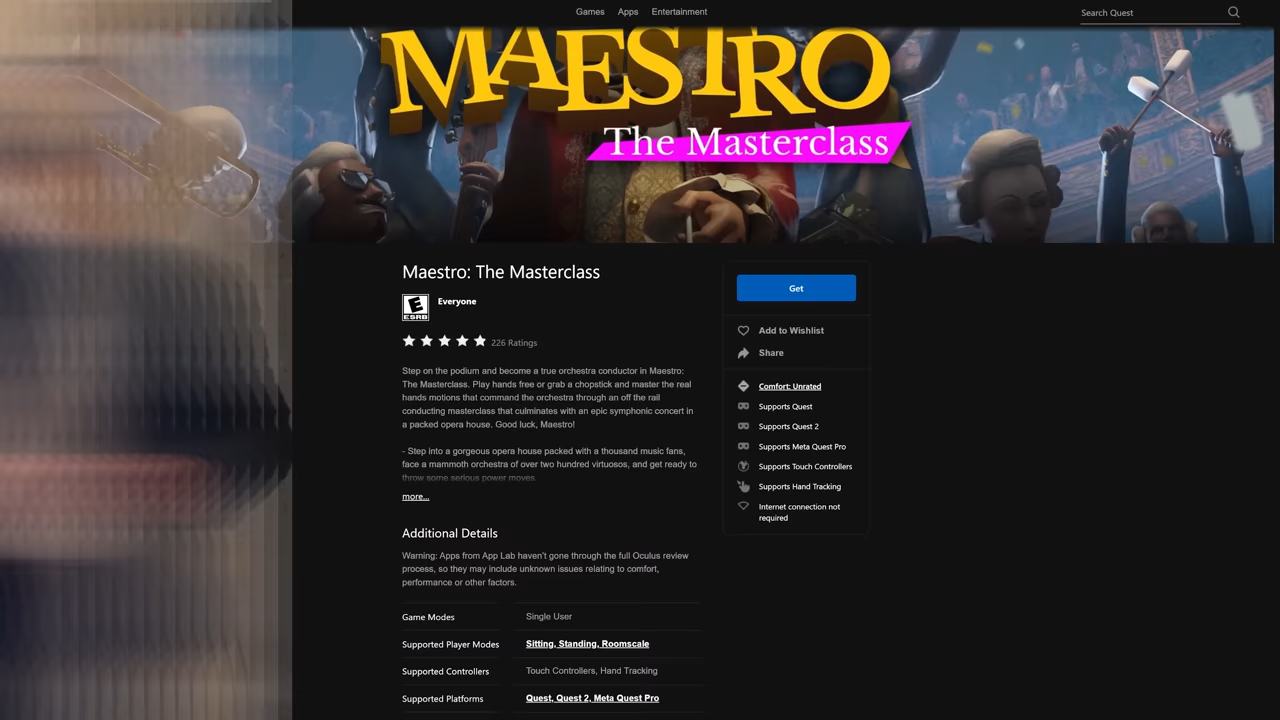 Games Apps Entertainment Search Quest
MAESTRO
The Masterclass
Maestro: The Masterclass
E
ESRB
Everyone
226 Ratings
Step on the podium and become a true orchestra conductor in Maestro:
The Masterclass. Play hands free or grab a chopstick and master the real
hands motions that command the orchestra through an off the rail
conducting masterclass that culminates with an epic symphonic concert in
a packed opera house. Good luck, Maestro!
- Step into a gorgeous opera house packed with a thousand music fans,
face a mammoth orchestra of over two hundred virtuosos, and get ready to
throw some serious power moves.
more...
Get
Add to Wishlist
Share
Comfort: Unrated
Supports Quest
Supports Quest 2
Supports Meta Quest Pro
Supports Touch Controllers
Supports Hand Tracking
Internet connection not
required
Additional Details
Warning: Apps from App Lab haven't gone through the full Oculus review
process, so they may include unknown issues relating to comfort,
performance or other factors.
Game Modes Single User
Supported Player Modes Sitting, Standing, Roomscale
Supported Controllers Touch Controllers, Hand Tracking
Supported Platforms Quest, Quest 2, Meta Quest Pro